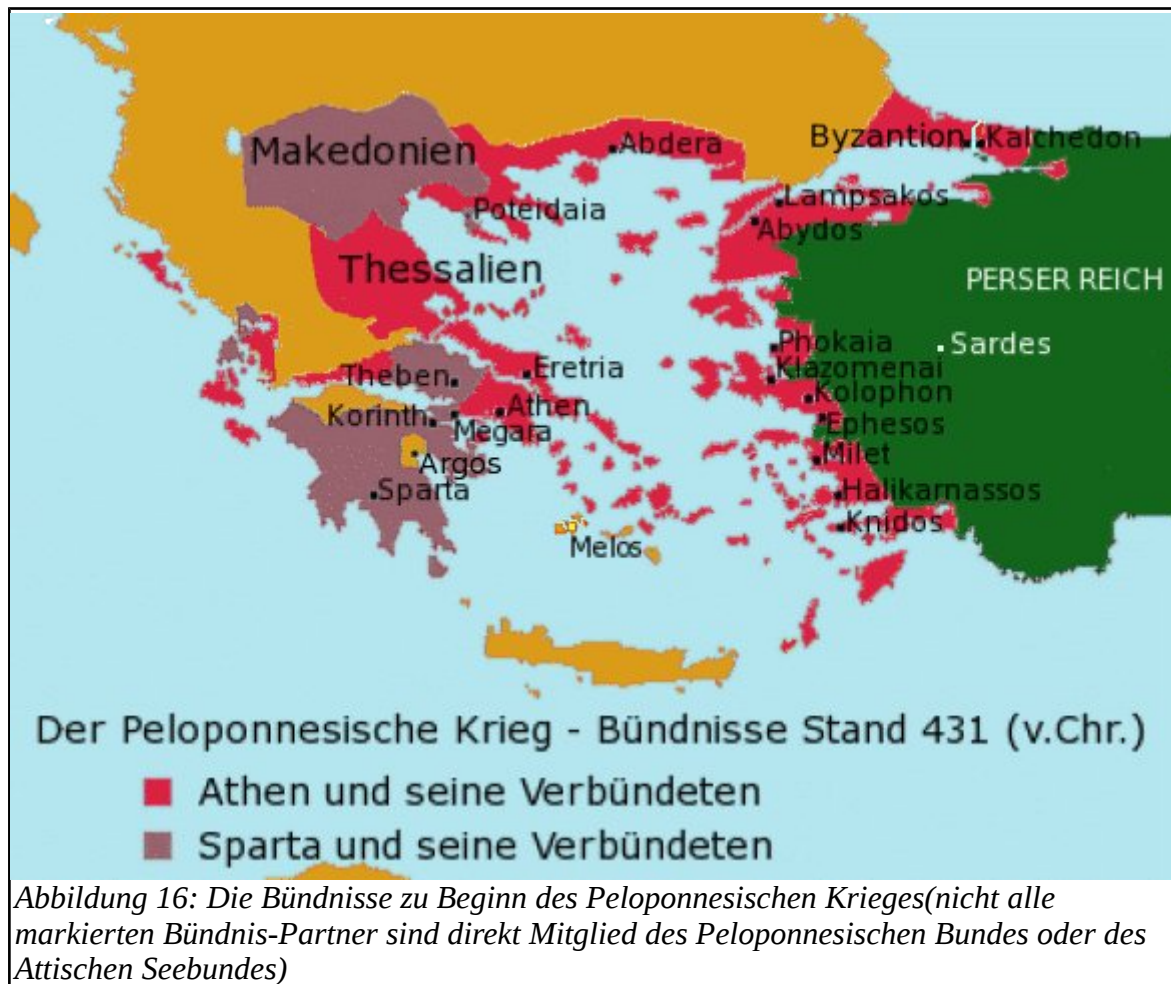 Makedonien
Abdera
Byzantion
Kalchedon
Poteidaia
Lampsakos
Abydos
Thessalien
PERSER REICH
Sardes
Phokaia
Klazomenai
Theben
Eretria
Kolophon
Korinth
Athen
Megara
Ephesos
Argos
Milet
Sparta
Halikarnassos
Knidos
Melos
Der Peloponnesische Krieg - Bündnisse Stand 431 (v.Chr.)
Athen und seine Verbündeten
Sparta und seine Verbündeten
Abbildung 16: Die Bündnisse zu Beginn des Peloponnesischen Krieges(nicht alle
markierten Bündnis-Partner sind direkt Mitglied des Peloponnesischen Bundes oder des
Attischen Seebundes)